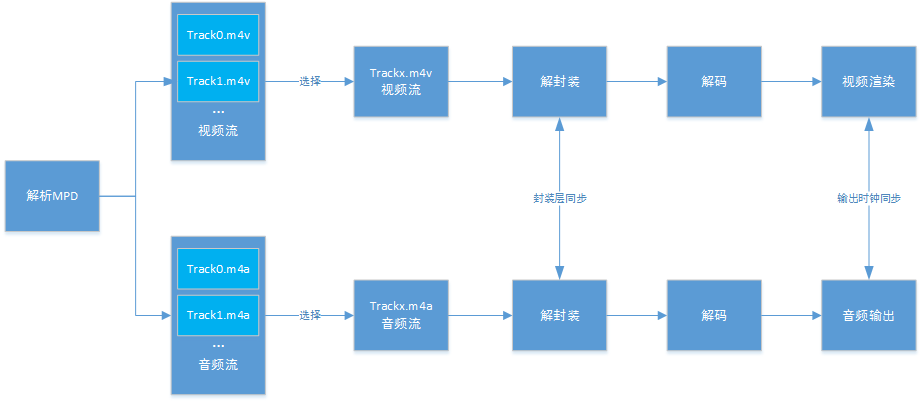 解析MPD
Track0.m4v
Track1.m4v
...
视频流
选择
Trackx.m4v
视频流
解封装
解码
视频渲染
封装层同步
输出时钟同步
Track0.m4a
Track1.m4a
...
音频流
选择
Trackx.m4a
音频流
解封装
解码
音频输出